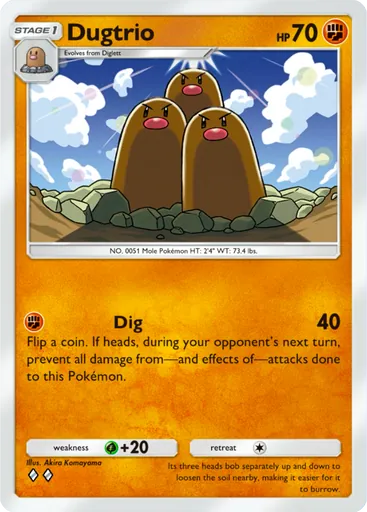 STAGE 1 Dugtrio HP 70
Evolves from Diglett
NO. 0051 Mole Pokémon HT: 2'4" WT: 73.4 lbs.
Dig 40
Flip a coin. If heads, during your opponent's next turn,
prevent all damage from—and effects of—attacks done
to this Pokémon.
weakness +20 retreat
Illus. Akira Komayama
Its three heads bob separately up and down to
loosen the soil nearby, making it easier for it
to burrow.